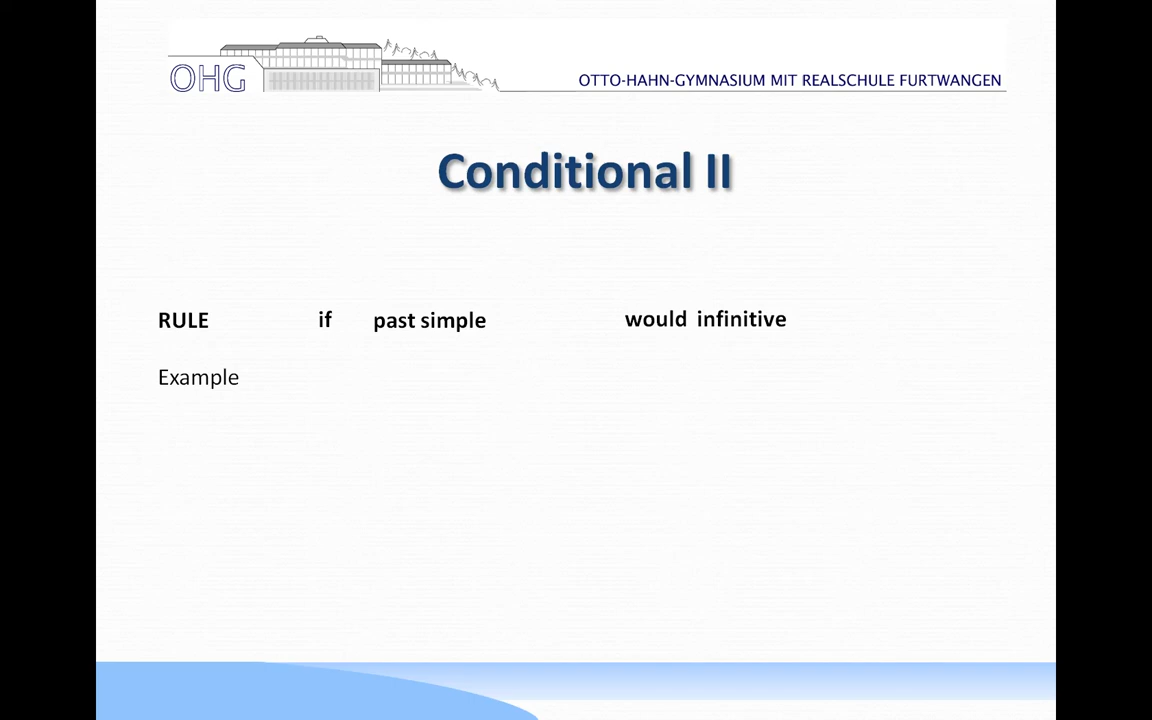 OHG
OTTO-HAHN-GYMNASIUM MIT REALSCHULE FURTWANGEN
Conditional II
RULE if past simple would infinitive
Example